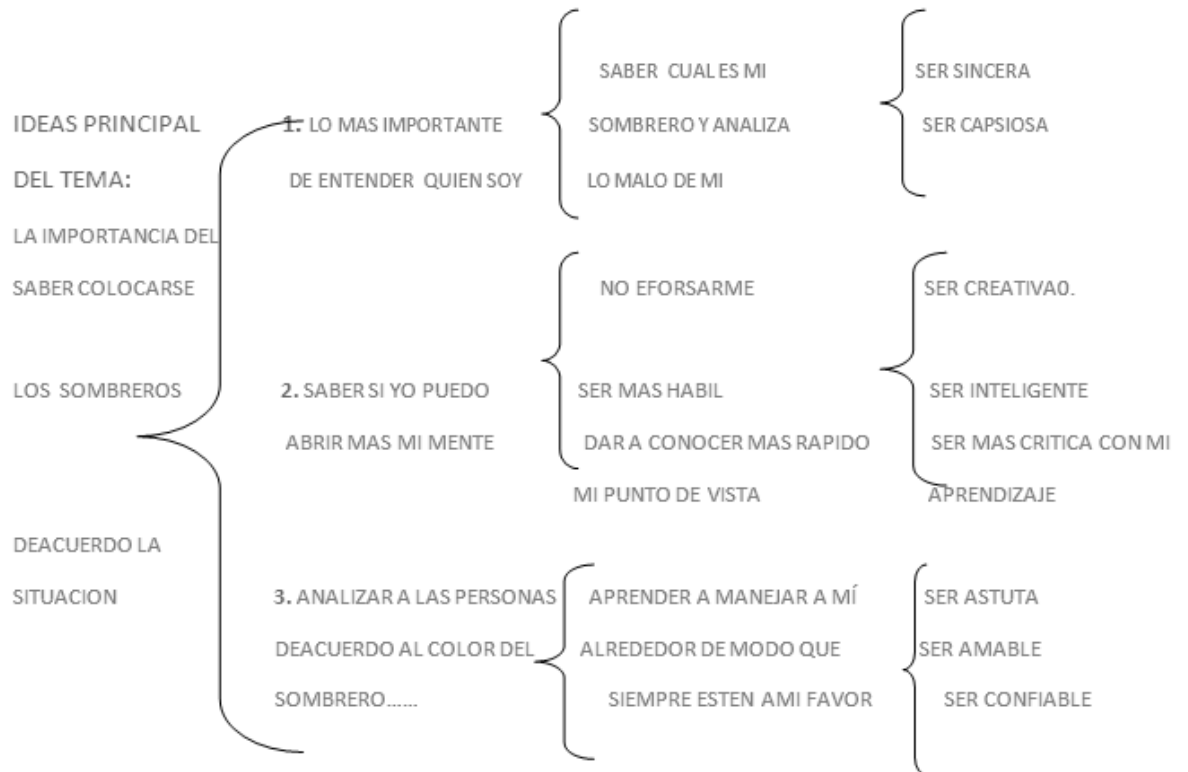 IDEAS PRINCIPAL
DEL TEMA:
LA IMPORTANCIA DEL
SABER COLOCARSE
LOS SOMBREROS
DEACUERDO LA
SITUACION
1. LO MAS IMPORTANTE
DE ENTENDER QUIEN SOY
SABER CUAL ES MI
SOMBRERO Y ANALIZA
LO MALO DE MI
SER SINCERA
SER CAPSIOSA
2. SABER SI YO PUEDO
ABRIR MAS MI MENTE
NO EFORSARME
SER MAS HABIL
DAR A CONOCER MAS RAPIDO
MI PUNTO DE VISTA
SER CREATIVA0.
SER INTELIGENTE
SER MAS CRITICA CON MI
APRENDIZAJE
3. ANALIZAR A LAS PERSONAS
DEACUERDO AL COLOR DEL
SOMBRERO......
APRENDER A MANEJAR A MÍ
ALREDEDOR DE MODO QUE
SIEMPRE ESTEN AMI FAVOR
SER ASTUTA
SER AMABLE
SER CONFIABLE